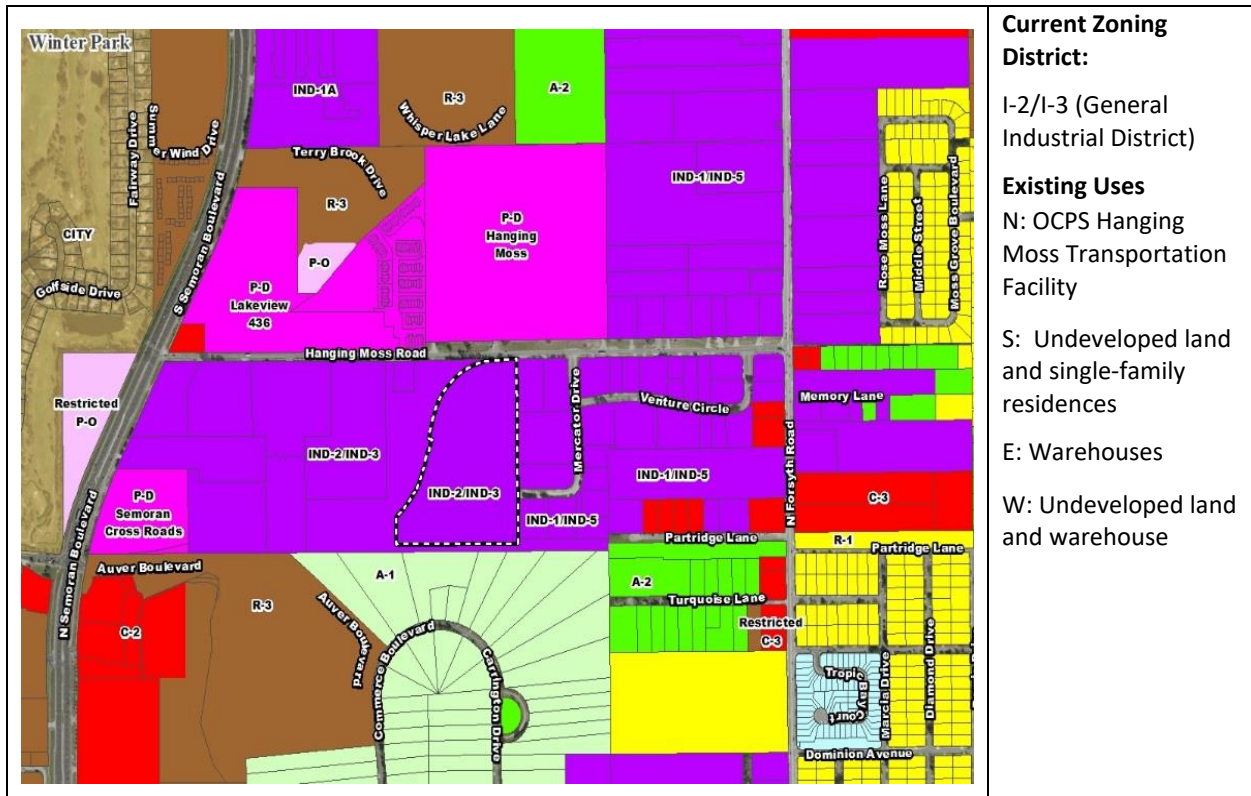 Winter Park
Summer Wind Drive
Fairway Drive
CITY
Golfside Drive
S Semoran Boulevard
IND-1A
R-3
Whisper Lake Lane
A-2
Terry Brook Drive
R-3
P-O
P-D
Lakeview
436
P-D
Hanging
Moss
IND-1/IND-5
Rose Moss Lane
Middle Street
Moss Grove Boulevard
Hanging Moss Road
Restricted
P-O
Mercator Drive
Venture Circle
Memory Lane
IND-2/IND-3
IND-2/IND-3
IND-1/IND-5
IND-1/IND-5
N Forsyth Road
C-3
P-D
Semoran
Cross Roads
N Semoran Boulevard
Auver Boulevard
R-3
C-2
Auver Boulevard
A-1
Commerce Boulevard
Carrington Drive
Partridge Lane
R-1
Partridge Lane
A-2
Turquoise Lane
Restricted
C-3
Tropic Bay Court
Marcia Drive
Diamond Drive
Dominion Avenue
Current Zoning
District:
I-2/I-3 (General
Industrial District)
Existing Uses
N: OCPS Hanging
Moss Transportation
Facility
S: Undeveloped land
and single-family
residences
E: Warehouses
W: Undeveloped land
and warehouse